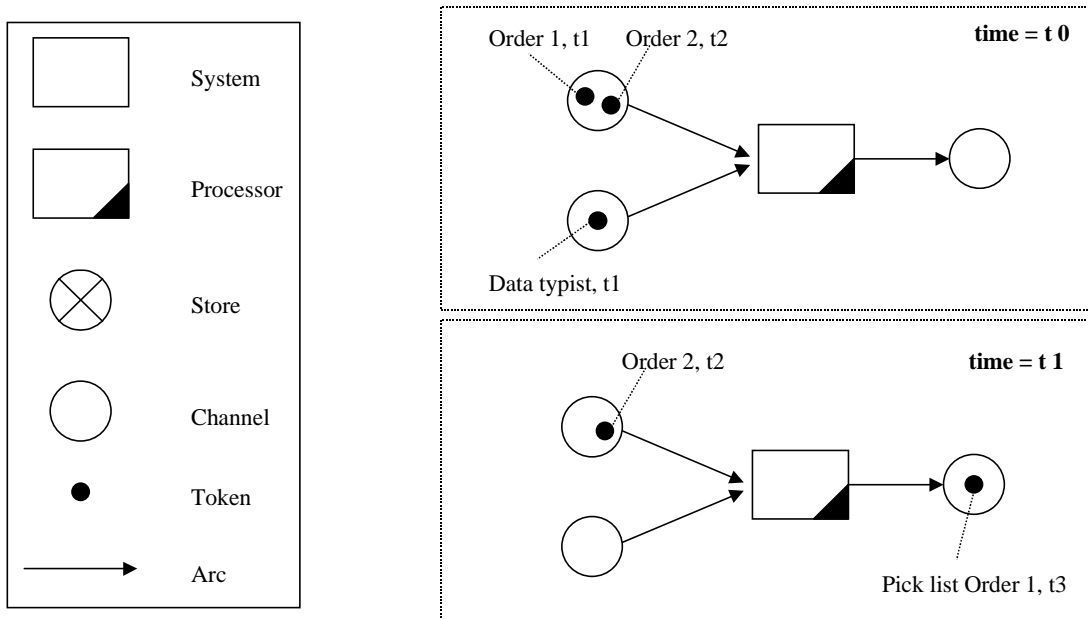 System
Processor
Store
Channel
Token
Arc
time = t 0
Order 1, t1
Order 2, t2
Data typist, t1
time = t 1
Order 2, t2
Pick list Order 1, t3